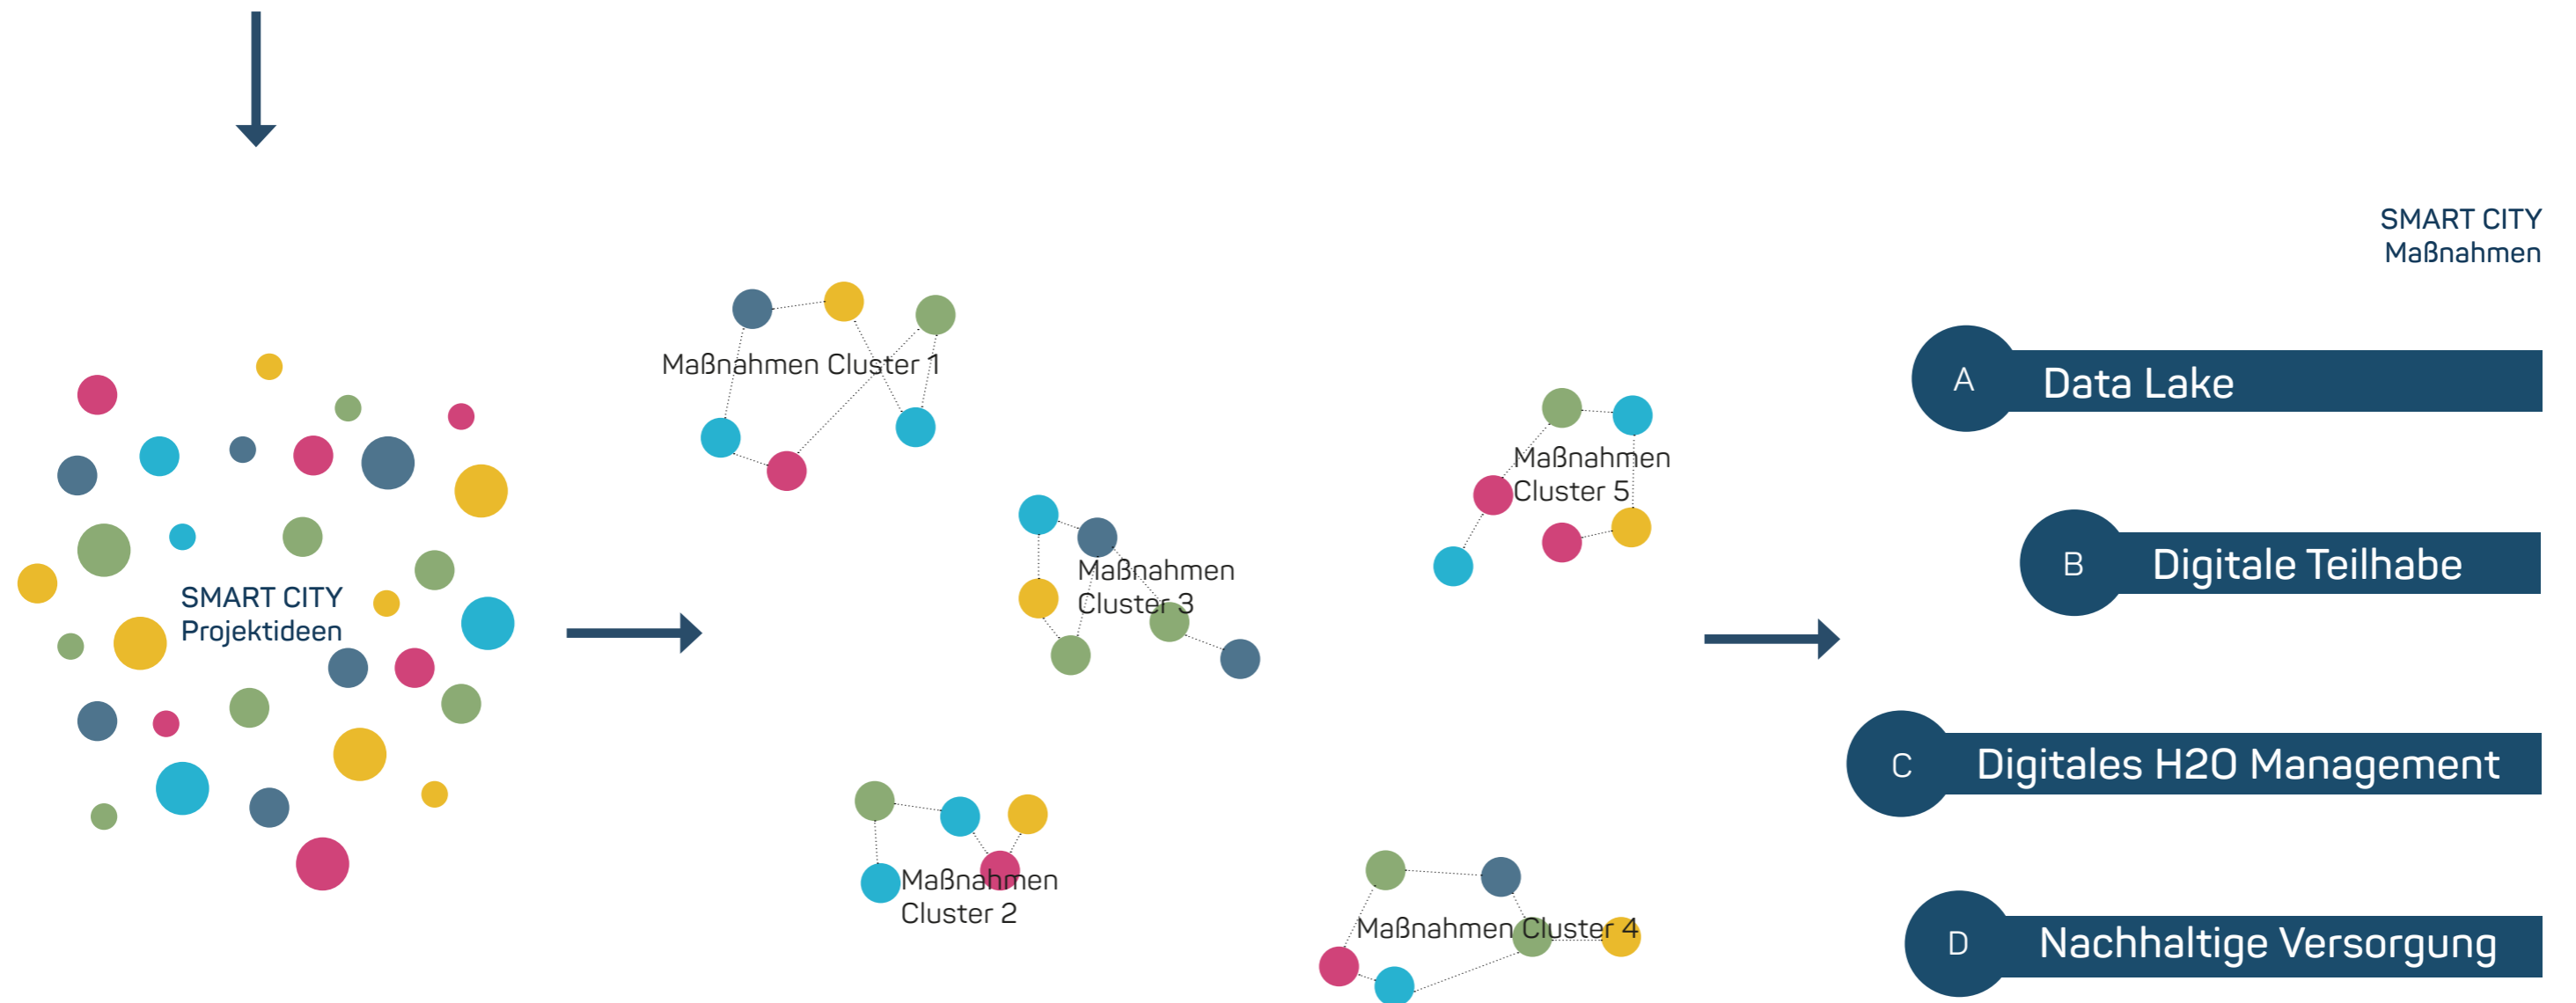 SMART CITY
Projektideen
Maßnahmen Cluster 1
Maßnahmen
Cluster 2
Maßnahmen
Cluster 3
Maßnahmen Cluster 4
Maßnahmen
Cluster 5
SMART CITY
Maßnahmen
A Data Lake
B Digitale Teilhabe
C Digitales H2O Management
D Nachhaltige Versorgung